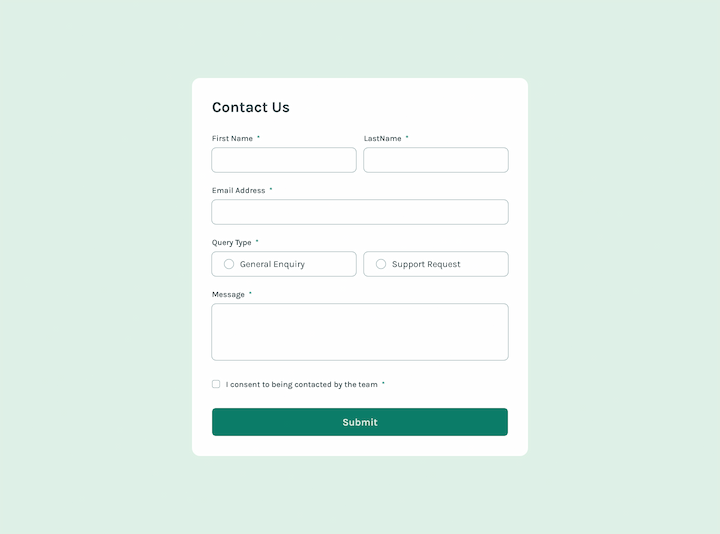 Contact Us
First Name *
LastName *
Email Address *
Query Type *
General Enquiry
Support Request
Message *
I consent to being contacted by the team *
Submit